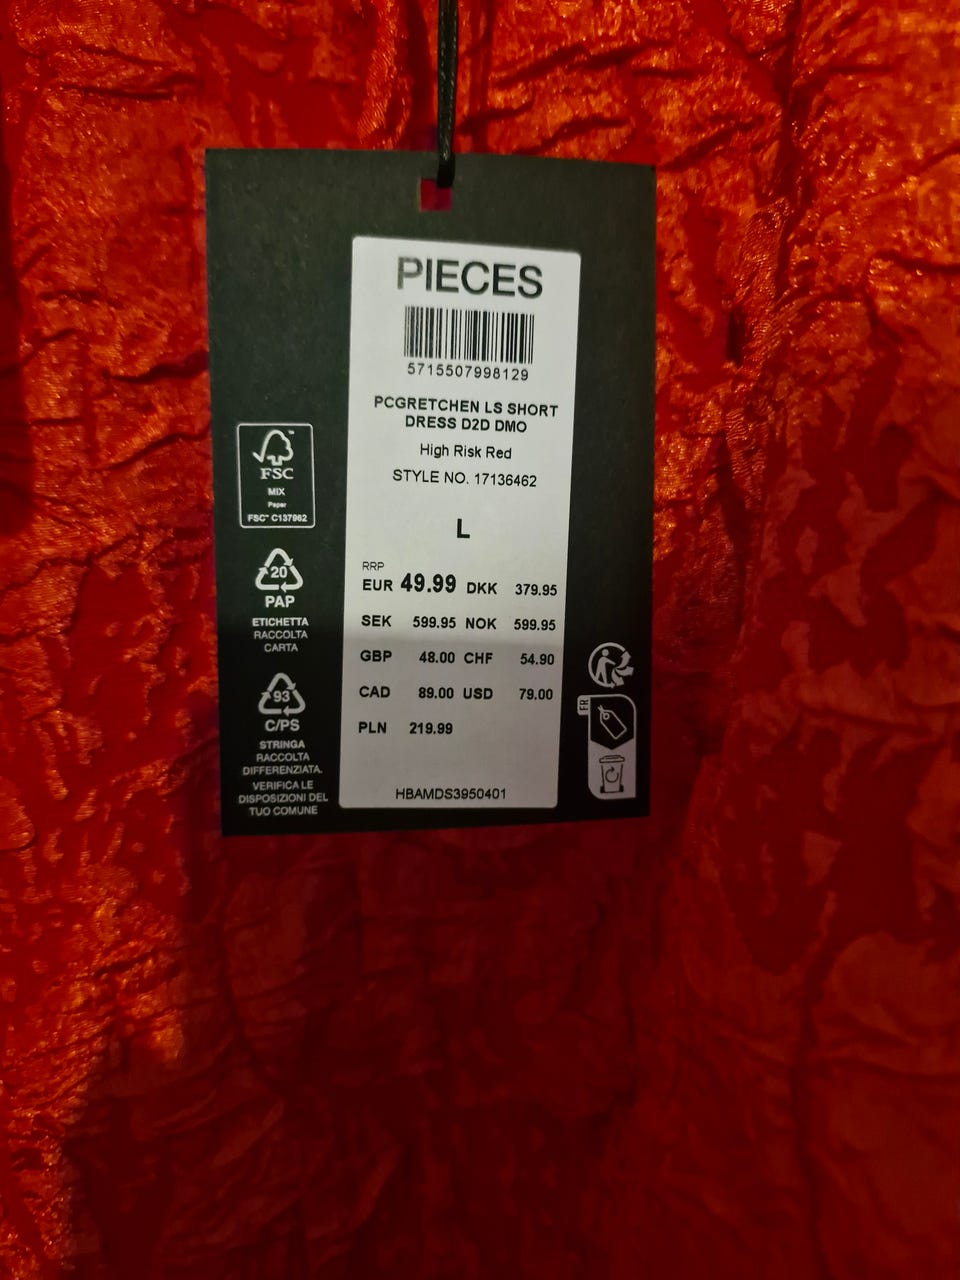 PIECES
5715507998129
PCGRETCHEN LS SHORT
DRESS D2D DMO
High Risk Red
STYLE NO. 17136462
L
RRP
EUR 49.99 DKK 379.95
SEK 599.95 NOK 599.95
GBP 48.00 CHF 54.90
CAD 89.00 USD 79.00
PLN 219.99
HBAMDS3950401
™
FSC
MIX
Paper
FSC™ C137962
20
PAP
ETICHETTA
RACCOLTA
CARTA
93
C/PS
STRINGA
RACCOLTA
DIFFERENZIATA.
VERIFICA LE
DISPOSIZIONI DEL
TUO COMUNE
FR